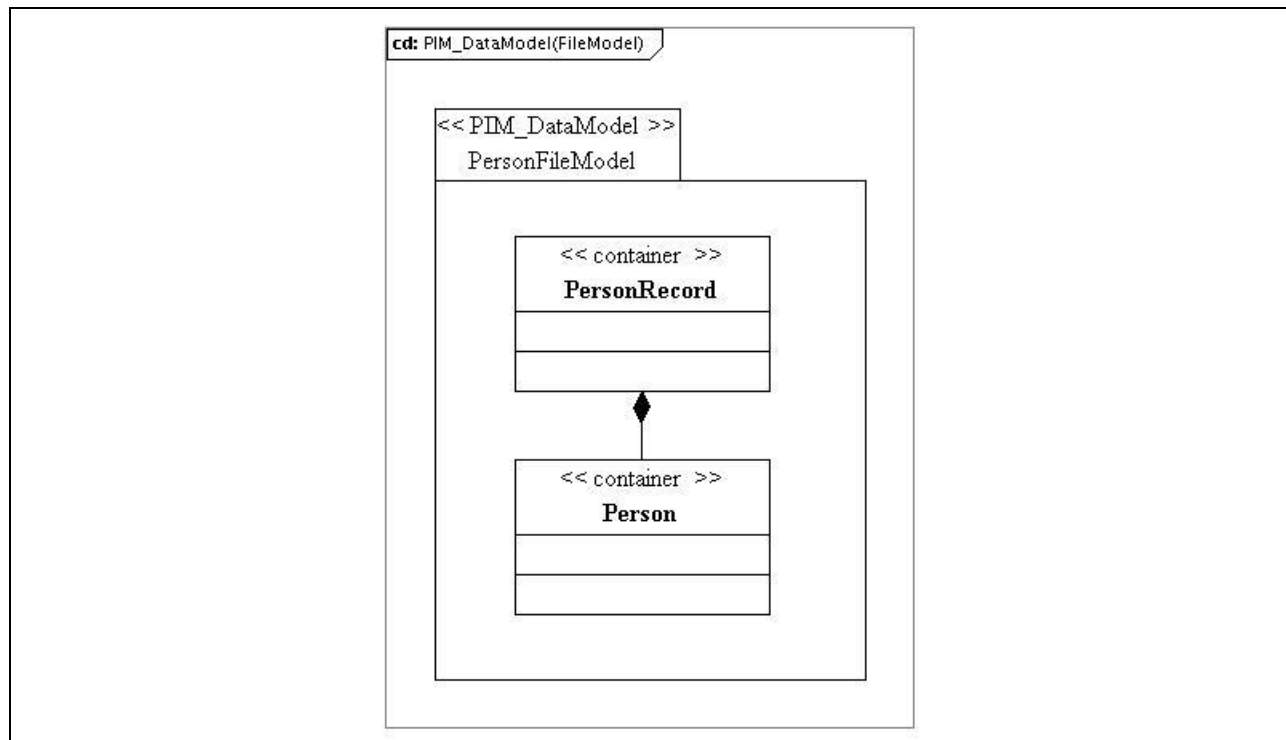 cd: PIM_DataModel(FileModel)
<< PIM_DataModel >>
PersonFileModel
<< container >>
PersonRecord
<< container >>
Person